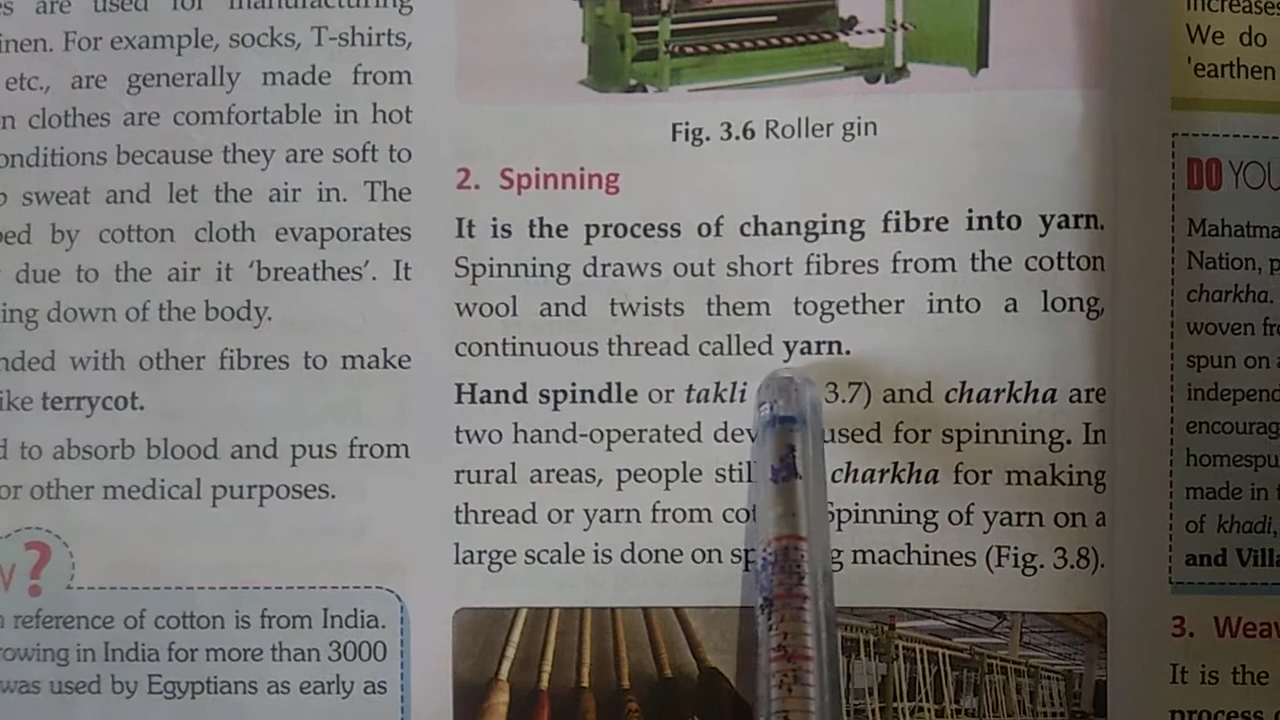 es are used for manufacturing
inen. For example, socks, T-shirts,
etc., are generally made from
n clothes are comfortable in hot
onditions because they are soft to
sweat and let the air in. The
ed by cotton cloth evaporates
due to the air it ‘breathes’. It
ing down of the body.
nded with other fibres to make
ike terrycot.
d to absorb blood and pus from
or other medical purposes.
?
reference of cotton is from India.
rowing in India for more than 3000
was used by Egyptians as early as
Fig. 3.6 Roller gin
2. Spinning
It is the process of changing fibre into yarn.
Spinning draws out short fibres from the cotton
wool and twists them together into a long,
continuous thread called yarn.
Hand spindle or takli 3.7) and charkha are
two hand-operated dev used for spinning. In
rural areas, people stil charkha for making
thread or yarn from cot Spinning of yarn on a
large scale is done on sp g machines (Fig. 3.8).
increases
We do
'earthen
DO YOU
Mahatma
Nation, p
charkha.
woven fr
spun on a
independ
encourag
homespu
made in t
of khadi,
and Villa
3. Weav
It is the
process o